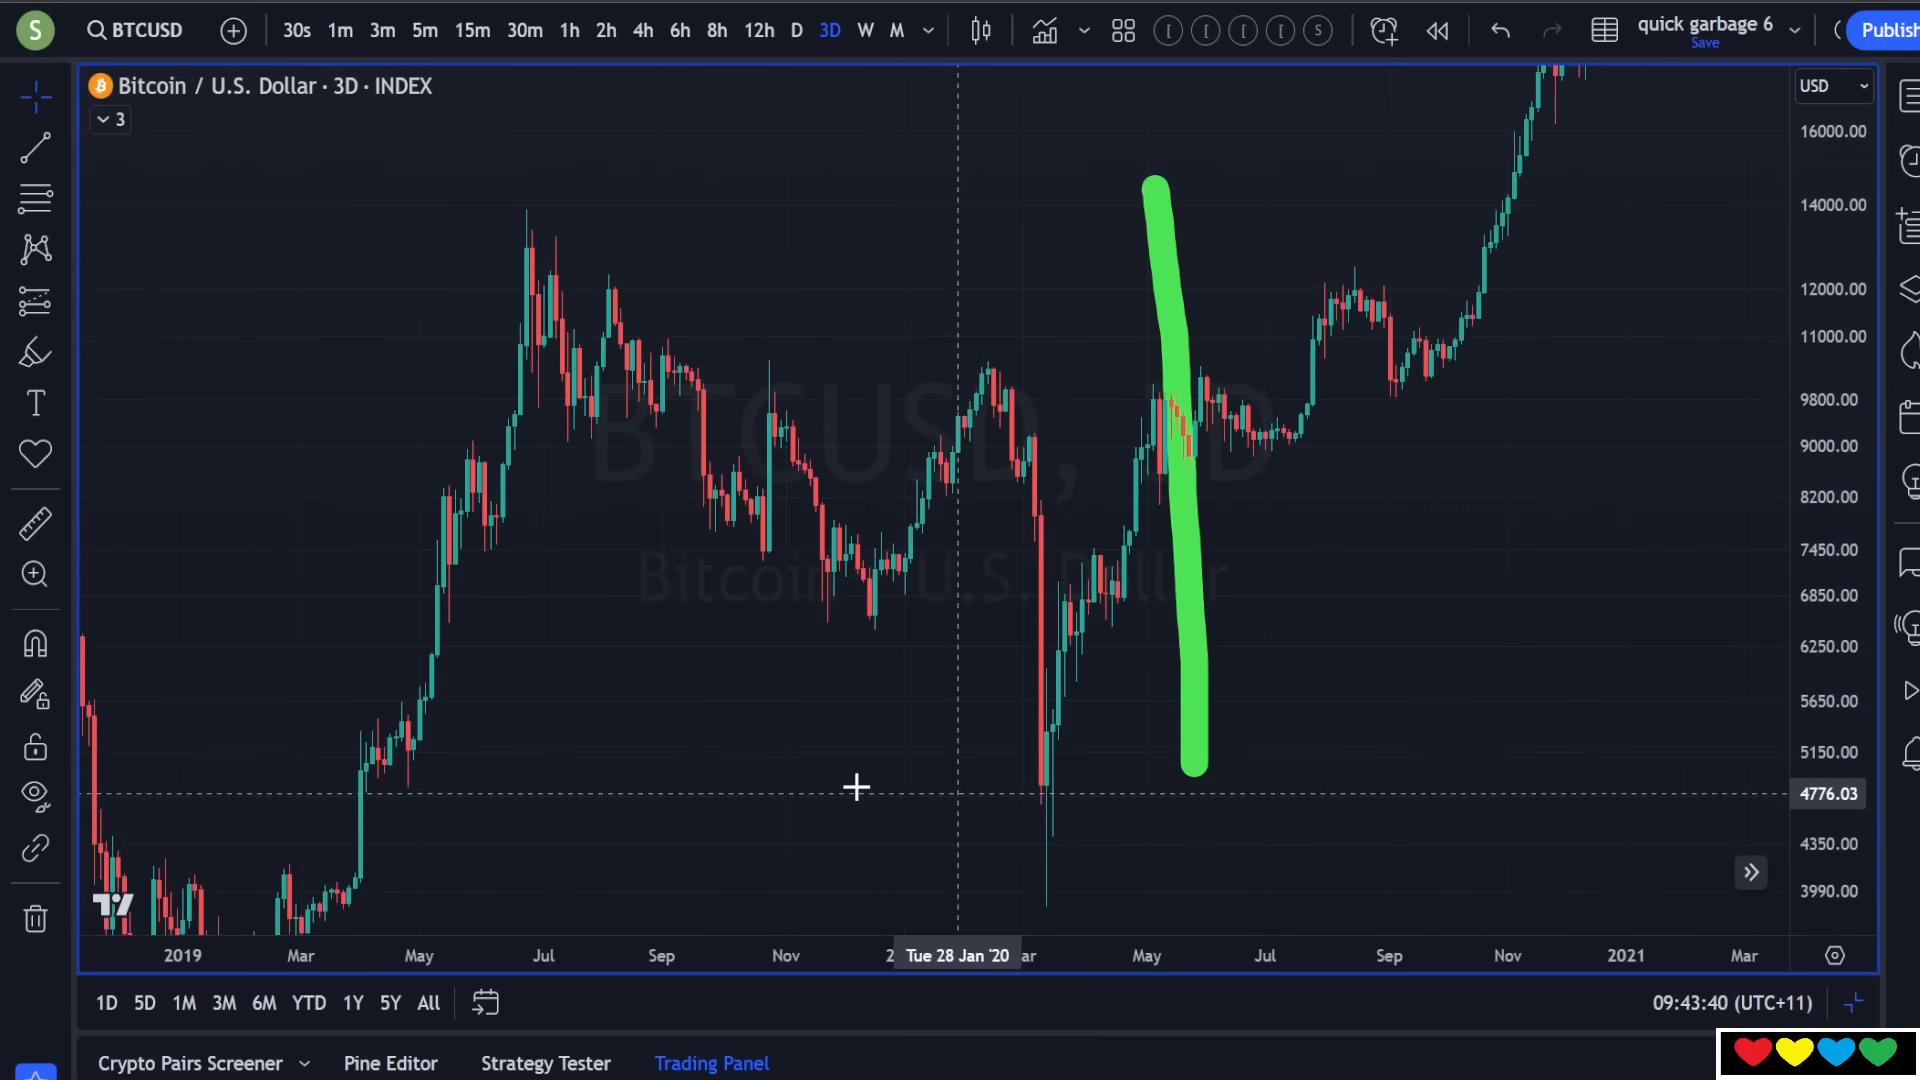 S BTCUSD 30s 1m 3m 5m 15m 30m 1h 2h 4h 6h 8h 12h D 3D W M [ [ [ [ S quick garbage 6 Publish
Save
Bitcoin / U.S. Dollar · 3D · INDEX
USD
3
16000.00
14000.00
12000.00
11000.00
9800.00
9000.00
8200.00
7450.00
6850.00
6250.00
5650.00
5150.00
4776.03
4350.00
3990.00
BTCUSD, 3D
Bitcoin / U.S. Dollar
2019 Mar May Jul Sep Nov 2 Tue 28 Jan '20 ar May Jul Sep Nov 2021 Mar
1D 5D 1M 3M 6M YTD 1Y 5Y All 09:43:40 (UTC+11)
Crypto Pairs Screener Pine Editor Strategy Tester Trading Panel